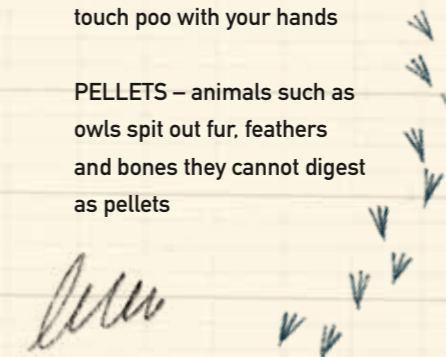 touch poo with your hands
PELLETS – animals such as
owls spit out fur, feathers
and bones they cannot digest
as pellets